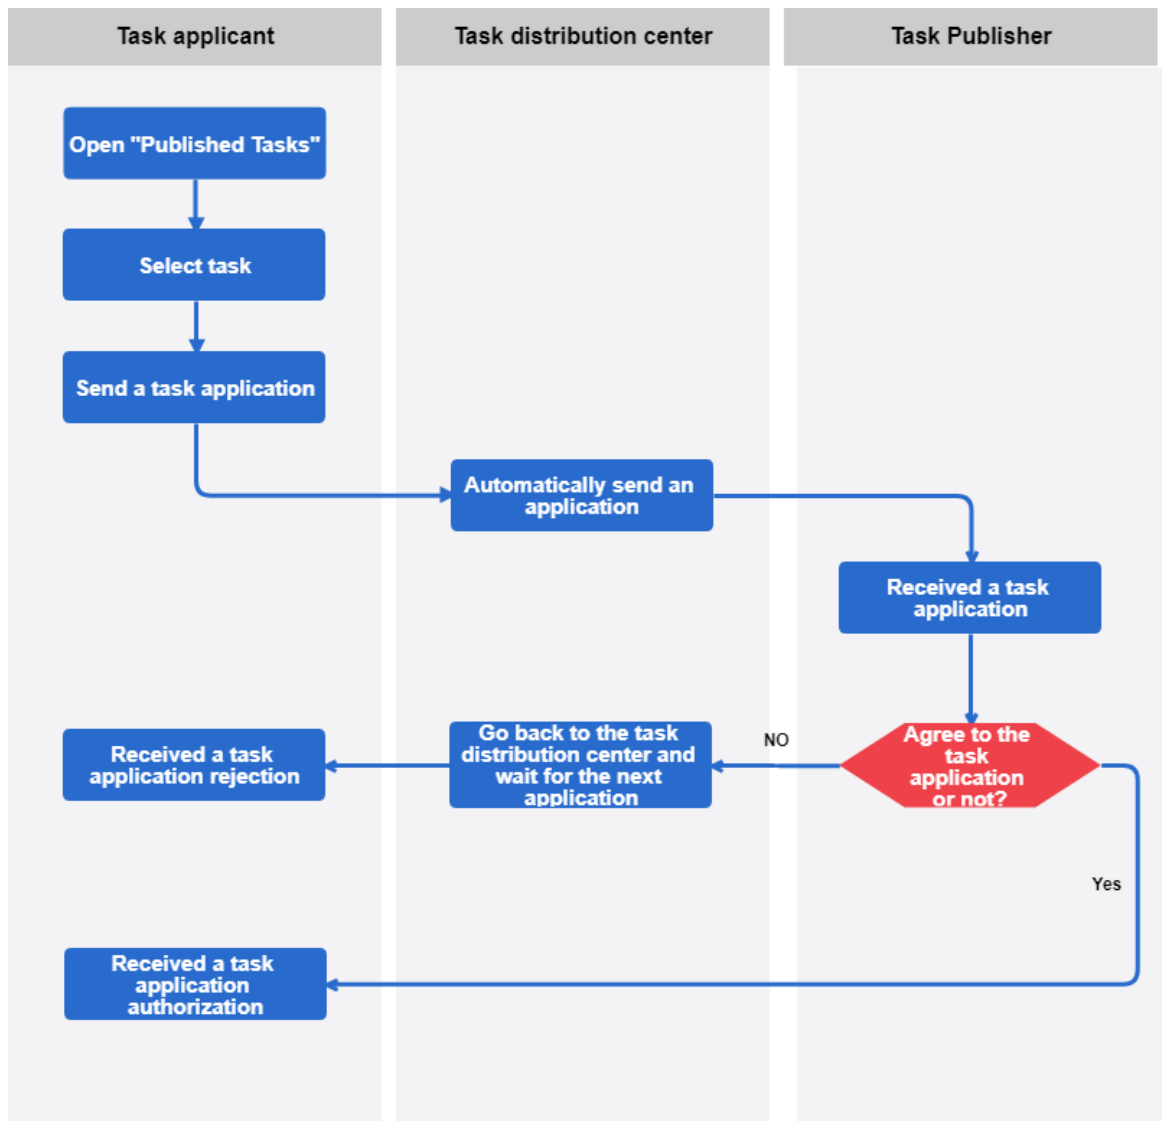 Task applicant
Task distribution center
Task Publisher
Open "Published Tasks"
Select task
Send a task application
Automatically send an
application
Received a task
application
Agree to the
task
application
or not?
NO
Go back to the task
distribution center and
wait for the next
application
Received a task
application rejection
Yes
Received a task
application
authorization